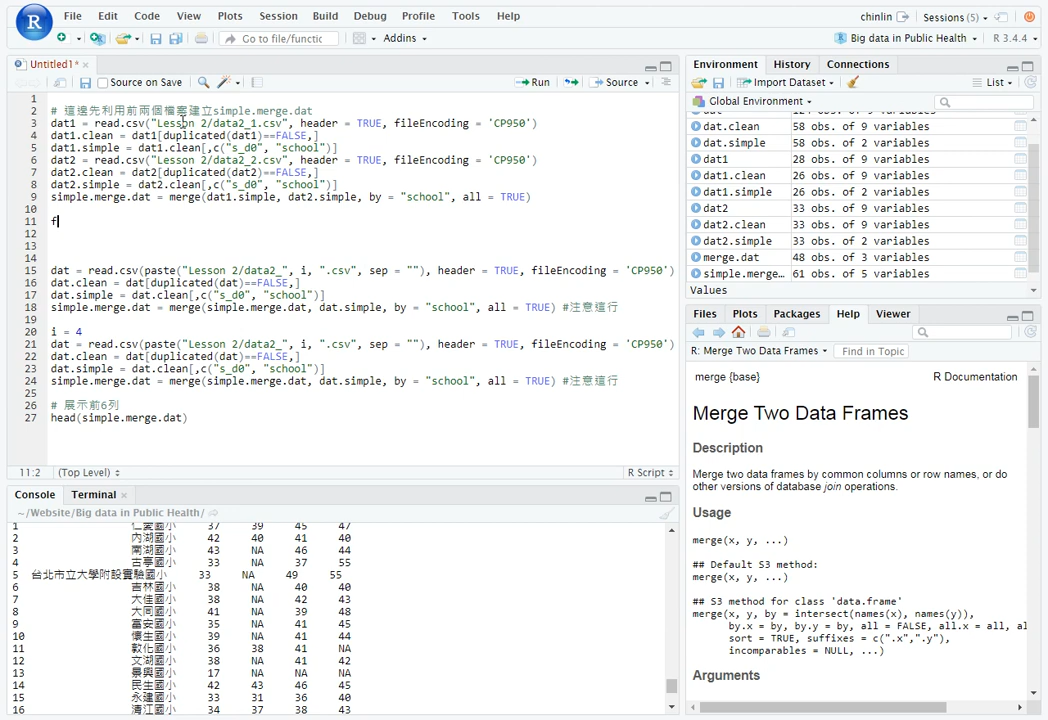 File Edit Code View Plots Session Build Debug Profile Tools Help
chinlin Sessions (5)
Go to file/functic Addins
Big data in Public Health R 3.4.4
Untitled1*
Source on Save Run Source
1
2 # 這邊先利用前兩個檔案建立simple.merge.dat
3 dat1 = read.csv("Lesson 2/data2_1.csv", header = TRUE, fileEncoding = 'CP950')
4 dat1.clean = dat1[duplicated(dat1)==FALSE,]
5 dat1.simple = dat1.clean[,c("s_d0", "school")]
6 dat2 = read.csv("Lesson 2/data2_2.csv", header = TRUE, fileEncoding = 'CP950')
7 dat2.clean = dat2[duplicated(dat2)==FALSE,]
8 dat2.simple = dat2.clean[,c("s_d0", "school")]
9 simple.merge.dat = merge(dat1.simple, dat2.simple, by = "school", all = TRUE)
10
11 f
12
13
14
15 dat = read.csv(paste("Lesson 2/data2_", i, ".csv", sep = ""), header = TRUE, fileEncoding = 'CP950')
16 dat.clean = dat[duplicated(dat)==FALSE,]
17 dat.simple = dat.clean[,c("s_d0", "school")]
18 simple.merge.dat = merge(simple.merge.dat, dat.simple, by = "school", all = TRUE) #注意這行
19
20 i = 4
21 dat = read.csv(paste("Lesson 2/data2_", i, ".csv", sep = ""), header = TRUE, fileEncoding = 'CP950')
22 dat.clean = dat[duplicated(dat)==FALSE,]
23 dat.simple = dat.clean[,c("s_d0", "school")]
24 simple.merge.dat = merge(simple.merge.dat, dat.simple, by = "school", all = TRUE) #注意這行
25
26 # 展示前6列
27 head(simple.merge.dat)
11:2 (Top Level) R Script
Console Terminal
~/Website/Big data in Public Health/
1 仁愛國小 37 39 45 47
2 內湖國小 42 40 41 40
3 南湖國小 43 NA 46 44
4 古亭國小 33 NA 37 55
5 台北市立大學附設實驗國小 33 NA 49 55
6 吉林國小 38 NA 40 40
7 大佳國小 38 NA 42 43
8 大同國小 41 NA 39 48
9 富安國小 35 NA 41 45
10 懷生國小 39 NA 41 44
11 敦化國小 36 38 41 NA
12 文湖國小 38 NA 41 42
13 景興國小 17 NA NA NA
14 民生國小 42 43 46 45
15 永建國小 33 31 36 40
16 濱江國小 34 37 38 43
Environment History Connections
Import Dataset List
Global Environment
dat.clean 58 obs. of 9 variables
dat.simple 58 obs. of 2 variables
dat1 28 obs. of 9 variables
dat1.clean 26 obs. of 9 variables
dat1.simple 26 obs. of 2 variables
dat2 33 obs. of 9 variables
dat2.clean 33 obs. of 9 variables
dat2.simple 33 obs. of 2 variables
merge.dat 48 obs. of 3 variables
simple.merge… 61 obs. of 5 variables
Values
Files Plots Packages Help Viewer
R: Merge Two Data Frames Find in Topic
merge {base} R Documentation
Merge Two Data Frames
Description
Merge two data frames by common columns or row names, or do
other versions of database join operations.
Usage
merge(x, y, ...)
## Default S3 method:
merge(x, y, ...)
## S3 method for class 'data.frame'
merge(x, y, by = intersect(names(x), names(y)),
by.x = by, by.y = by, all = FALSE, all.x = all, al
sort = TRUE, suffixes = c(".x",".y"),
incomparables = NULL, ...)
Arguments